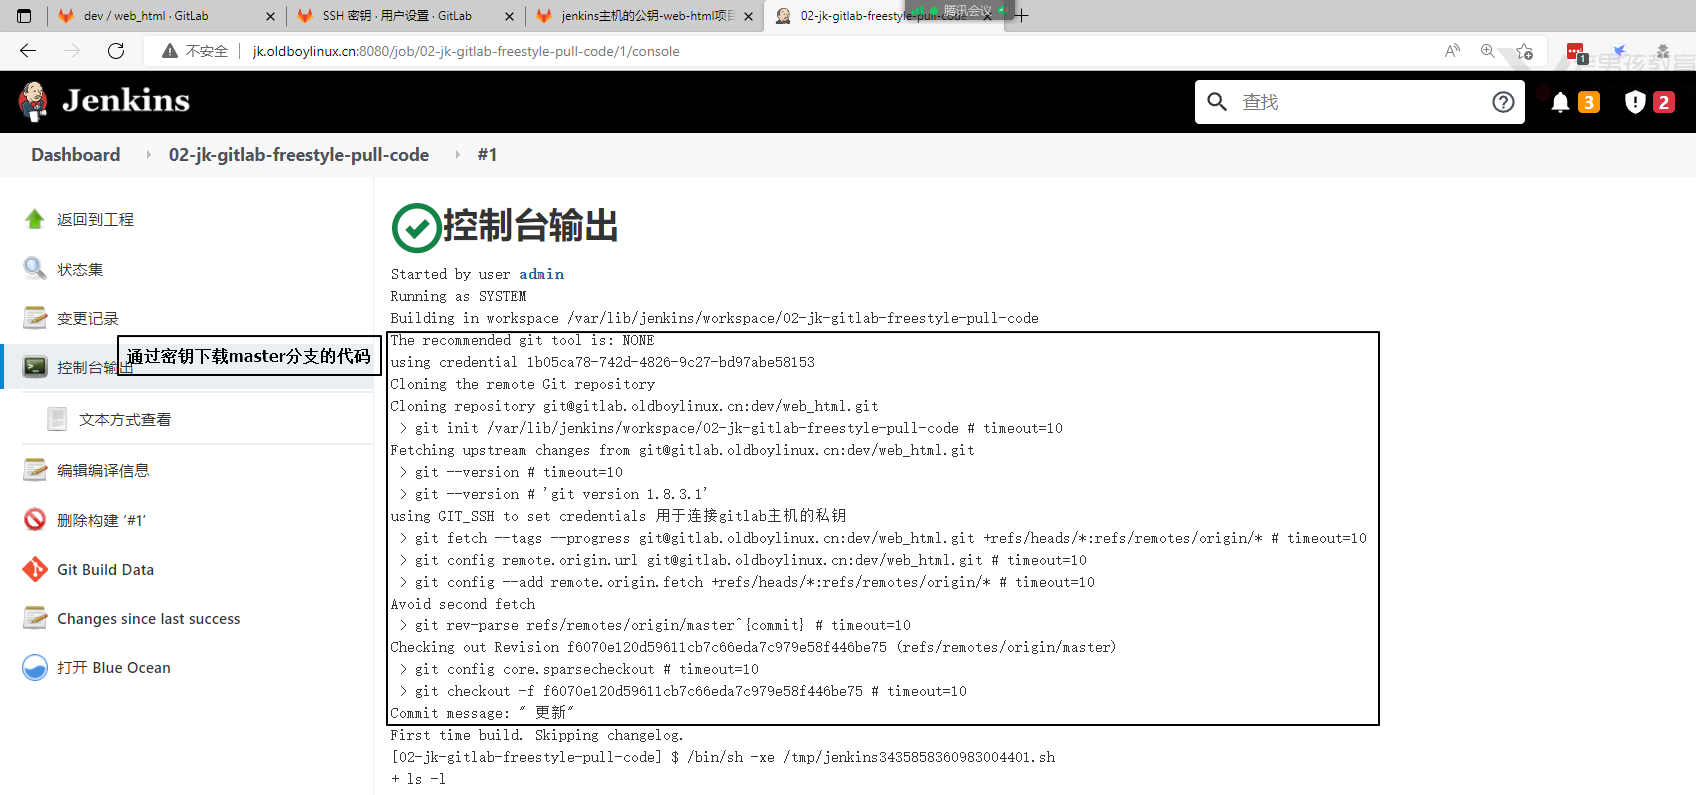 dev / web_html · GitLab
SSH 密钥 · 用户设置 · GitLab
jenkins主机的公钥-web-html项目
02-jk-gitlab-freestyle-pull-code
腾讯会议
不安全
jk.oldboylinux.cn:8080/job/02-jk-gitlab-freestyle-pull-code/1/console
1
Jenkins
查找
3
2
Dashboard
02-jk-gitlab-freestyle-pull-code
#1
返回到工程
状态集
变更记录
控制台输出
通过密钥下载master分支的代码
文本方式查看
编辑编译信息
删除构建 ‘#1’
Git Build Data
Changes since last success
打开 Blue Ocean
控制台输出
Started by user admin
Running as SYSTEM
Building in workspace /var/lib/jenkins/workspace/02-jk-gitlab-freestyle-pull-code
The recommended git tool is: NONE
using credential 1b05ca78-742d-4826-9c27-bd97abe58153
Cloning the remote Git repository
Cloning repository git@gitlab.oldboylinux.cn:dev/web_html.git
> git init /var/lib/jenkins/workspace/02-jk-gitlab-freestyle-pull-code # timeout=10
Fetching upstream changes from git@gitlab.oldboylinux.cn:dev/web_html.git
> git --version # timeout=10
> git --version # 'git version 1.8.3.1'
using GIT_SSH to set credentials 用于连接gitlab主机的私钥
> git fetch --tags --progress git@gitlab.oldboylinux.cn:dev/web_html.git +refs/heads/*:refs/remotes/origin/* # timeout=10
> git config remote.origin.url git@gitlab.oldboylinux.cn:dev/web_html.git # timeout=10
> git config --add remote.origin.fetch +refs/heads/*:refs/remotes/origin/* # timeout=10
Avoid second fetch
> git rev-parse refs/remotes/origin/master^{commit} # timeout=10
Checking out Revision f6070e120d59611cb7c66eda7c979e58f446be75 (refs/remotes/origin/master)
> git config core.sparsecheckout # timeout=10
> git checkout -f f6070e120d59611cb7c66eda7c979e58f446be75 # timeout=10
Commit message: " 更新"
First time build. Skipping changelog.
[02-jk-gitlab-freestyle-pull-code] $ /bin/sh -xe /tmp/jenkins3435858360983004401.sh
+ ls -l